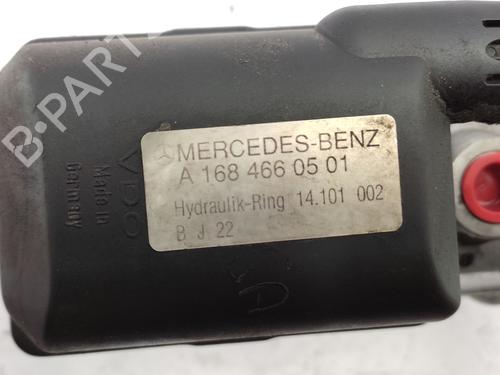 B-PARTS
MERCEDES-BENZ
A 168 466 05 01
Hydraulik-Ring 14.101 002
B J 22
VDO
Made in
Germany
D